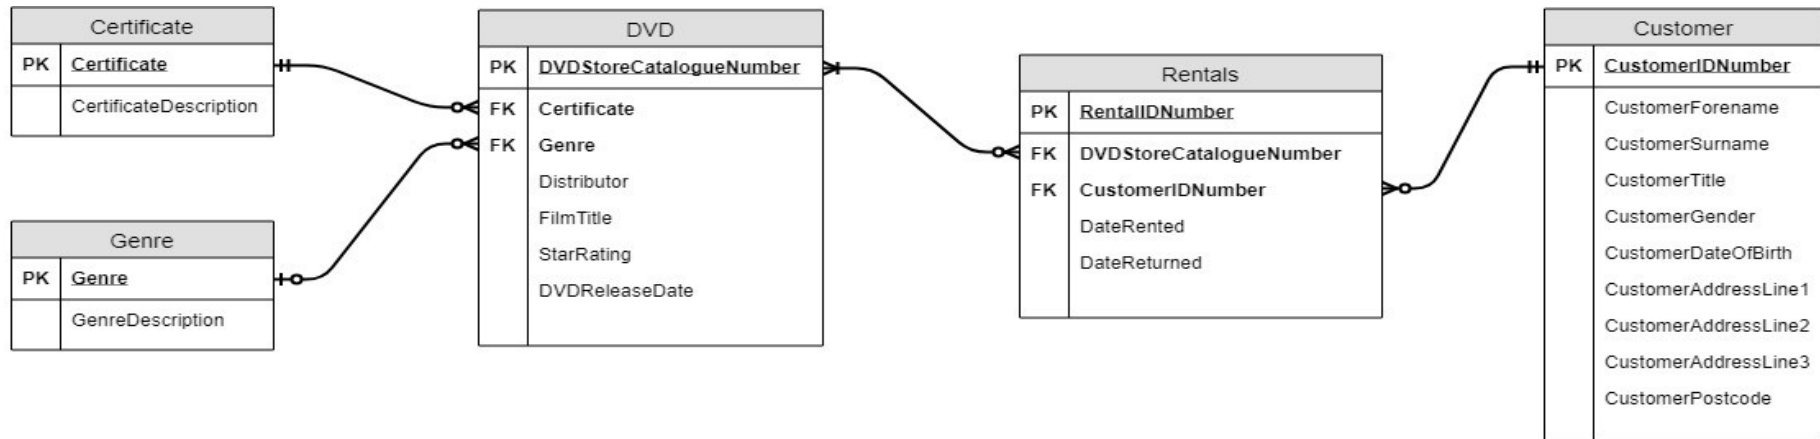 Certificate
PK Certificate
CertificateDescription
Genre
PK Genre
GenreDescription
DVD
PK DVDStoreCatalogueNumber
FK Certificate
FK Genre
Distributor
FilmTitle
StarRating
DVDReleaseDate
Rentals
PK RentalIDNumber
FK DVDStoreCatalogueNumber
FK CustomerIDNumber
DateRented
DateReturned
Customer
PK CustomerIDNumber
CustomerForename
CustomerSurname
CustomerTitle
CustomerGender
CustomerDateOfBirth
CustomerAddressLine1
CustomerAddressLine2
CustomerAddressLine3
CustomerPostcode